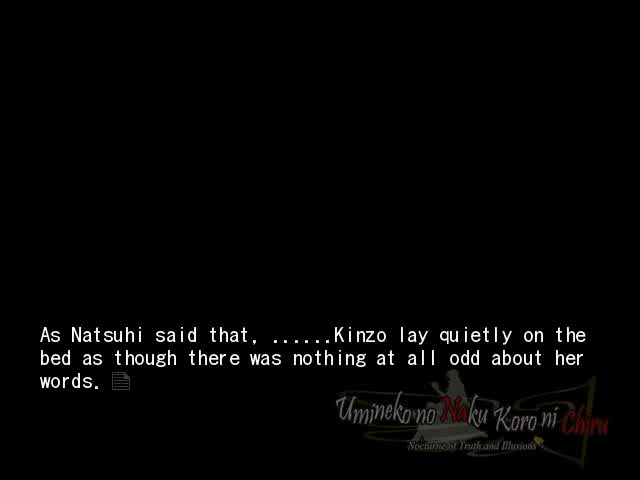 As Natsuhi said that, ......Kinzo lay quietly on the
bed as though there was nothing at all odd about her
words.
Umineko no Naku Koro ni Chiru
Nocturne of Truth and Illusions